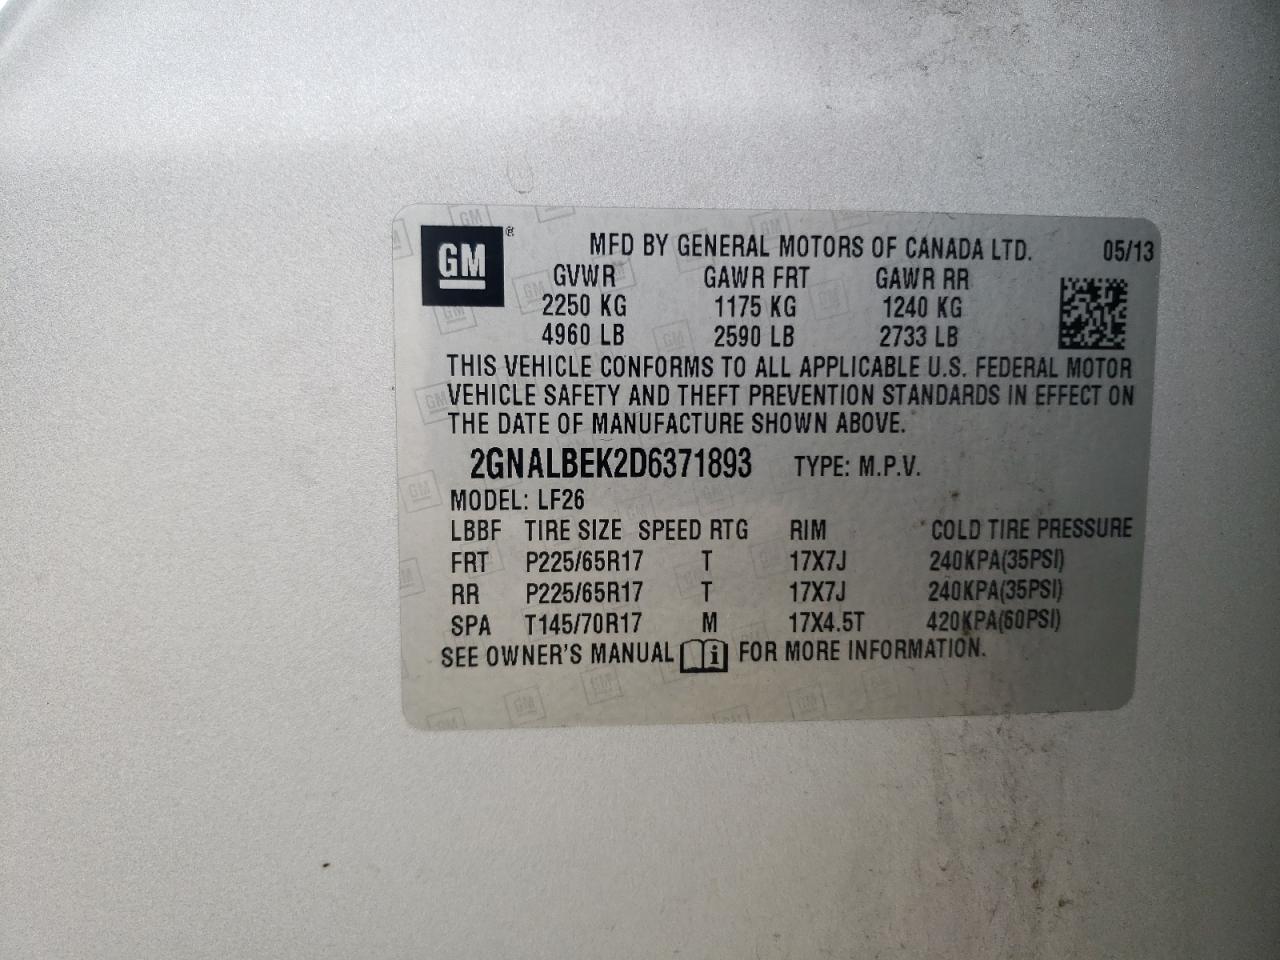 GM ®
MFD BY GENERAL MOTORS OF CANADA LTD. 05/13
GVWR GAWR FRT GAWR RR
2250 KG 1175 KG 1240 KG
4960 LB 2590 LB 2733 LB
THIS VEHICLE CONFORMS TO ALL APPLICABLE U.S. FEDERAL MOTOR
VEHICLE SAFETY AND THEFT PREVENTION STANDARDS IN EFFECT ON
THE DATE OF MANUFACTURE SHOWN ABOVE.
2GNALBEK2D6371893 TYPE: M.P.V.
MODEL: LF26
LBBF TIRE SIZE SPEED RTG RIM COLD TIRE PRESSURE
FRT P225/65R17 T 17X7J 240KPA(35PSI)
RR P225/65R17 T 17X7J 240KPA(35PSI)
SPA T145/70R17 M 17X4.5T 420KPA(60PSI)
SEE OWNER'S MANUAL i FOR MORE INFORMATION.